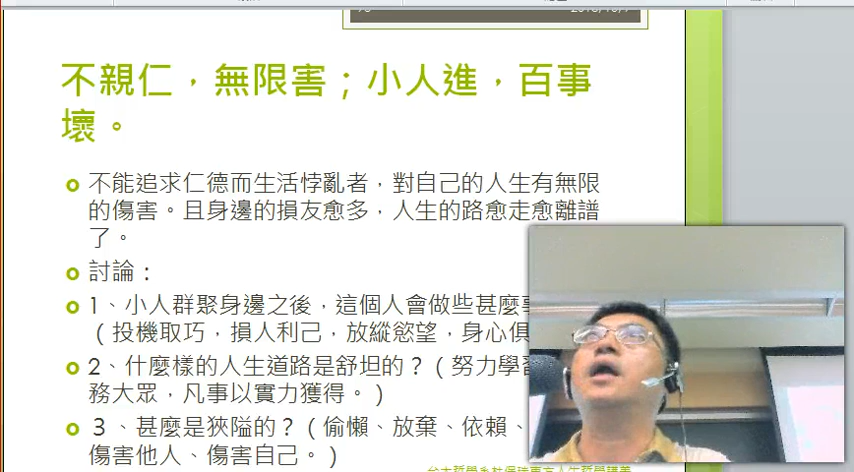 不親仁，無限害；小人進，百事
壞。
不能追求仁德而生活悖亂者，對自己的人生有無限
的傷害。且身邊的損友愈多，人生的路愈走愈離譜
了。
討論：
1、小人群聚身邊之後，這個人會做些甚麼
（投機取巧，損人利己，放縱慾望，身心俱
2、什麼樣的人生道路是舒坦的？（努力學
務大眾，凡事以實力獲得。）
３、甚麼是狹隘的？（偷懶、放棄、依賴、
傷害他人、傷害自己。）